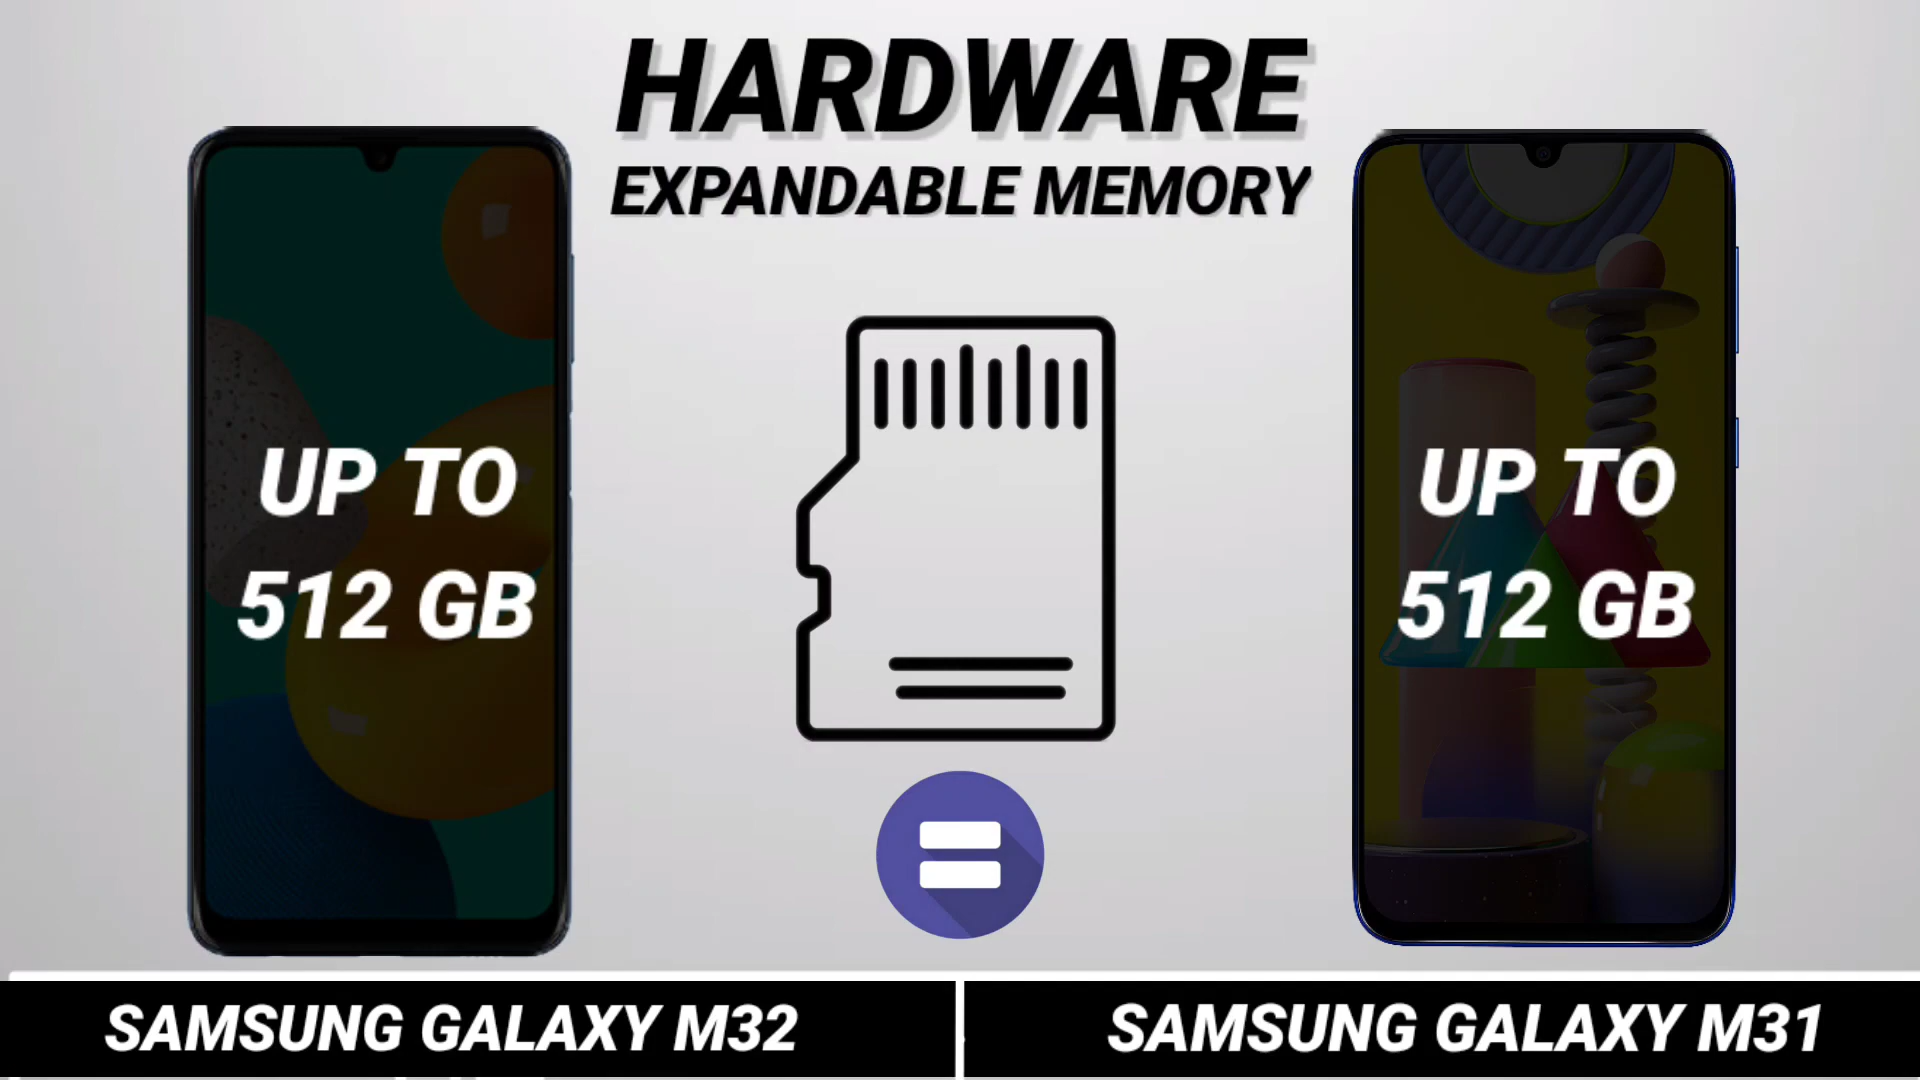 HARDWARE
EXPANDABLE MEMORY
UP TO
512 GB
UP TO
512 GB
SAMSUNG GALAXY M32
SAMSUNG GALAXY M31